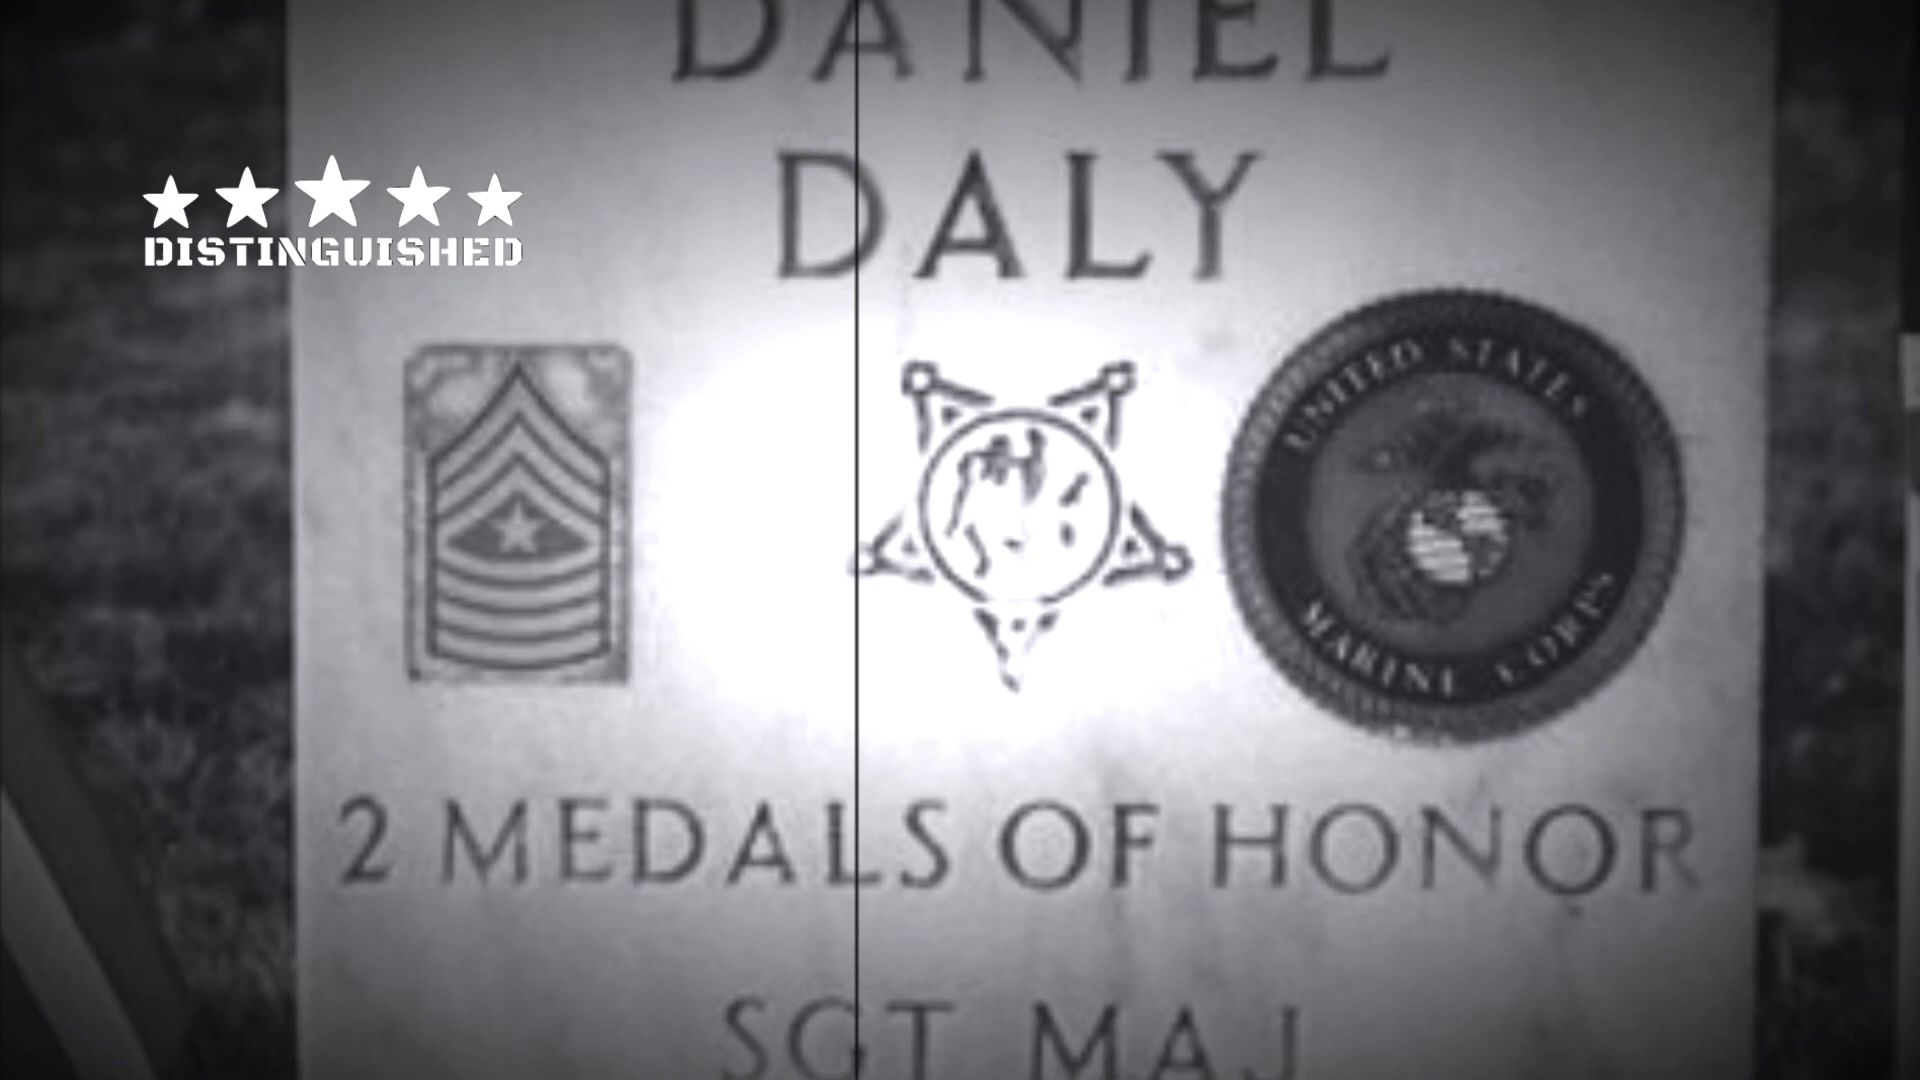 DANIEL
DALY
DISTINGUISHED
UNITED STATES
MARINE CORPS
2 MEDALS OF HONOR
SGT MAJ